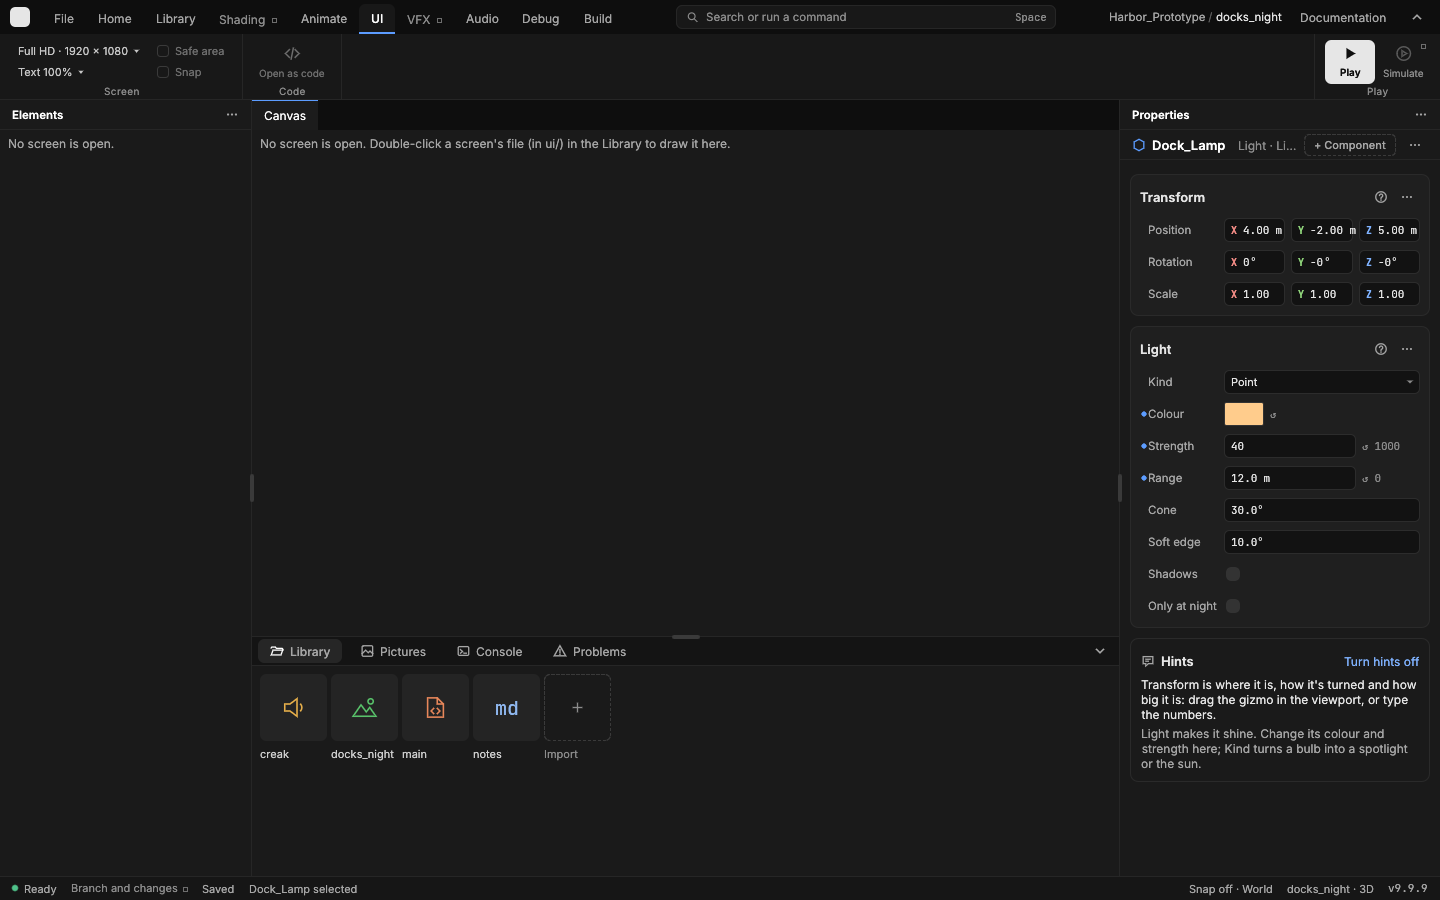 File Home Library Shading Animate UI VFX Audio Debug Build
Search or run a command Space
Harbor_Prototype / docks_night Documentation
Full HD · 1920 × 1080 Safe area
Text 100% Snap
Screen
Open as code
Code
Play Simulate
Play
Elements
No screen is open.
Canvas
No screen is open. Double-click a screen's file (in ui/) in the Library to draw it here.
Library Pictures Console Problems
md
creak docks_night main notes Import
Properties
Dock_Lamp Light · Li... + Component
Transform
Position X 4.00 m Y -2.00 m Z 5.00 m
Rotation X 0° Y -0° Z -0°
Scale X 1.00 Y 1.00 Z 1.00
Light
Kind Point
Colour
Strength 40 1000
Range 12.0 m 0
Cone 30.0°
Soft edge 10.0°
Shadows
Only at night
Hints Turn hints off
Transform is where it is, how it's turned and how
big it is: drag the gizmo in the viewport, or type
the numbers.
Light makes it shine. Change its colour and
strength here; Kind turns a bulb into a spotlight
or the sun.
Ready Branch and changes Saved Dock_Lamp selected
Snap off · World docks_night · 3D v9.9.9